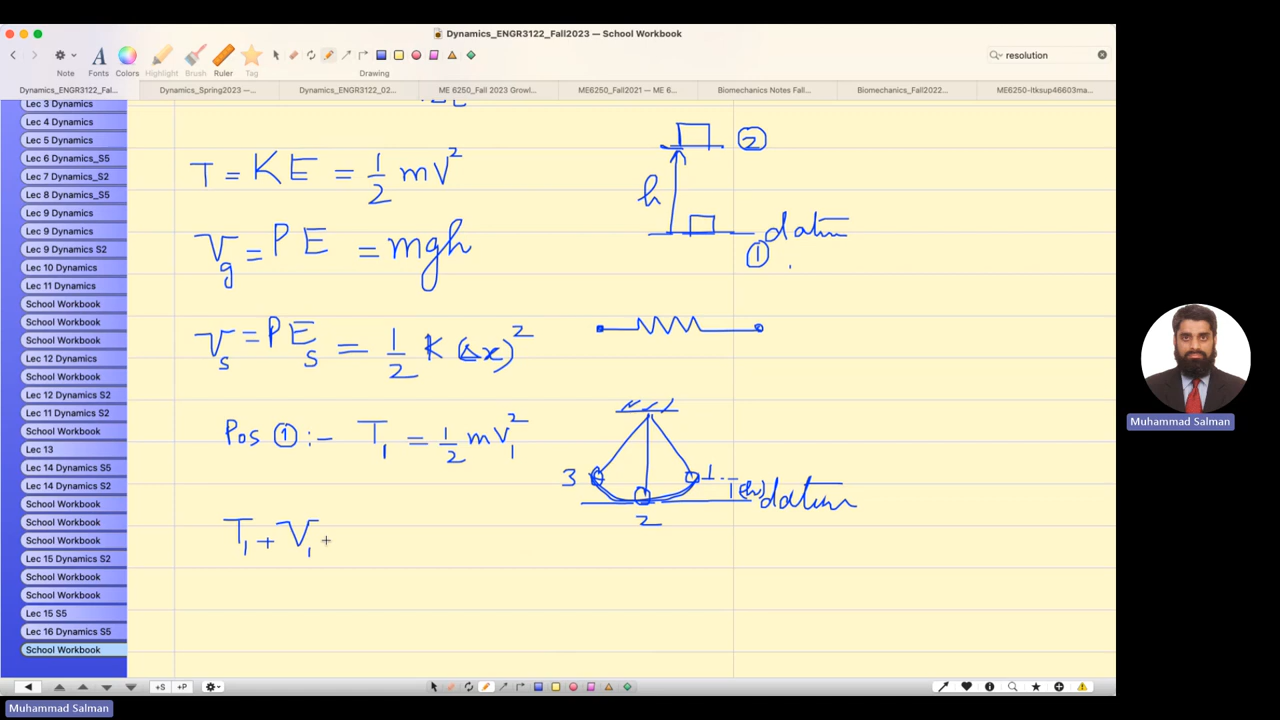 Dynamics_ENGR3122_Fall2023 — School Workbook
Note Fonts Colors Highlight Brush Ruler Tag Drawing
resolution
Dynamics_ENGR3122_Fal... Dynamics_Spring2023 —... Dynamics_ENGR3122_02... ME 6250_Fall 2023 Growl... ME6250_Fall2021 — ME 6... Biomechanics Notes Fall... Biomechanics_Fall2022... ME6250-ltksup46603ma...
Lec 3 Dynamics
Lec 4 Dynamics
Lec 5 Dynamics
Lec 6 Dynamics_S5
Lec 7 Dynamics_S2
Lec 8 Dynamics_S5
Lec 9 Dynamics
Lec 9 Dynamics
Lec 9 Dynamics S2
Lec 10 Dynamics
Lec 11 Dynamics
School Workbook
School Workbook
School Workbook
Lec 12 Dynamics
School Workbook
Lec 12 Dynamics S2
Lec 11 Dynamics S2
School Workbook
Lec 13
Lec 14 Dynamics S5
Lec 14 Dynamics S2
School Workbook
School Workbook
School Workbook
Lec 15 Dynamics S2
School Workbook
School Workbook
Lec 15 S5
Lec 16 Dynamics S5
School Workbook
T = KE = 1/2 mV²
V_g = PE = mgh
V_s = PE_s = 1/2 K (Δx)²
Pos ① :- T₁ = 1/2 mV₁²
T₁ + V₁
②
h
datum
①
3
1
(h)
datum
2
+S +P
Muhammad Salman
Muhammad Salman